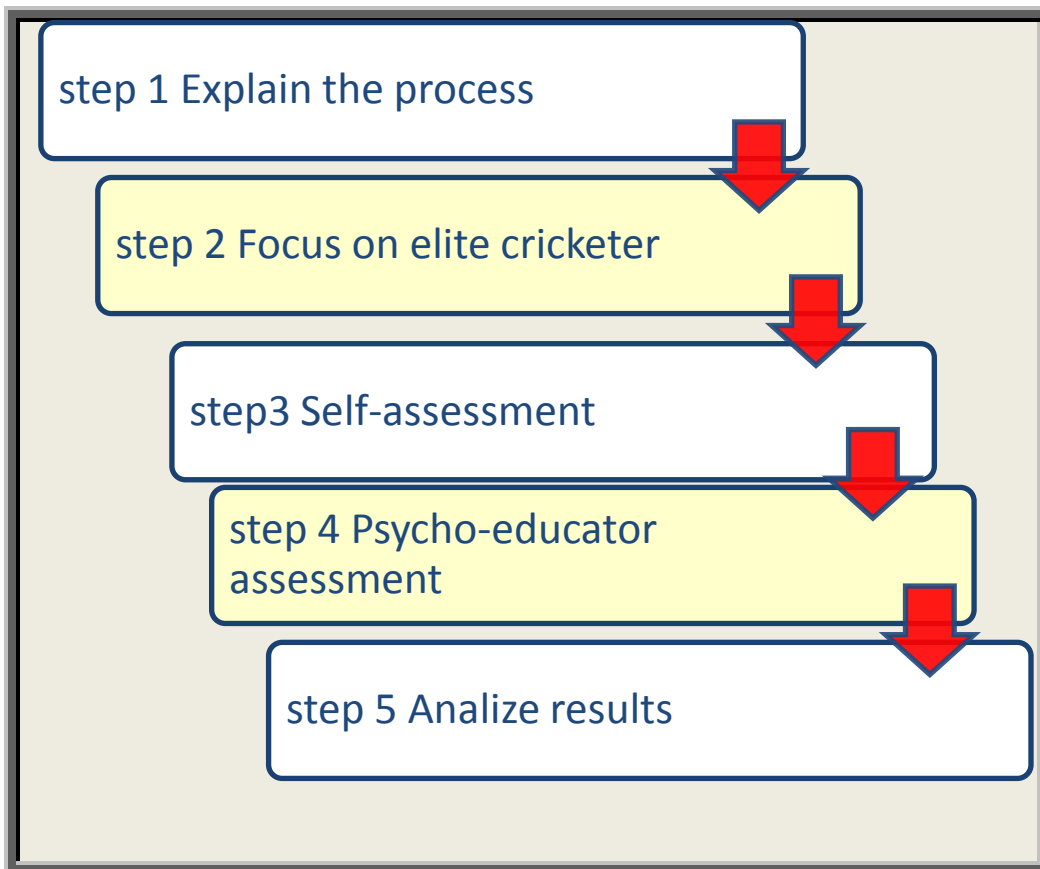 step 1 Explain the process
step 2 Focus on elite cricketer
step3 Self-assessment
step 4 Psycho-educator
assessment
step 5 Analize results